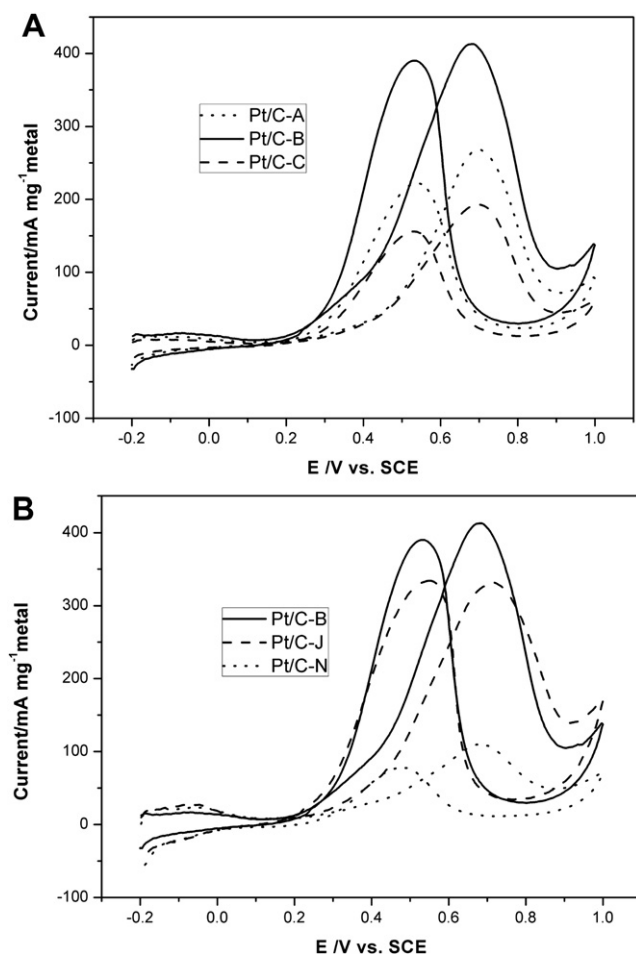 A
400
300
200
100
0
-100
Current/mA mg⁻¹metal
Pt/C-A
Pt/C-B
Pt/C-C
-0.2 0.0 0.2 0.4 0.6 0.8 1.0
E /V vs. SCE
B
400
300
200
100
0
-100
Current/mA mg⁻¹metal
Pt/C-B
Pt/C-J
Pt/C-N
-0.2 0.0 0.2 0.4 0.6 0.8 1.0
E /V vs. SCE